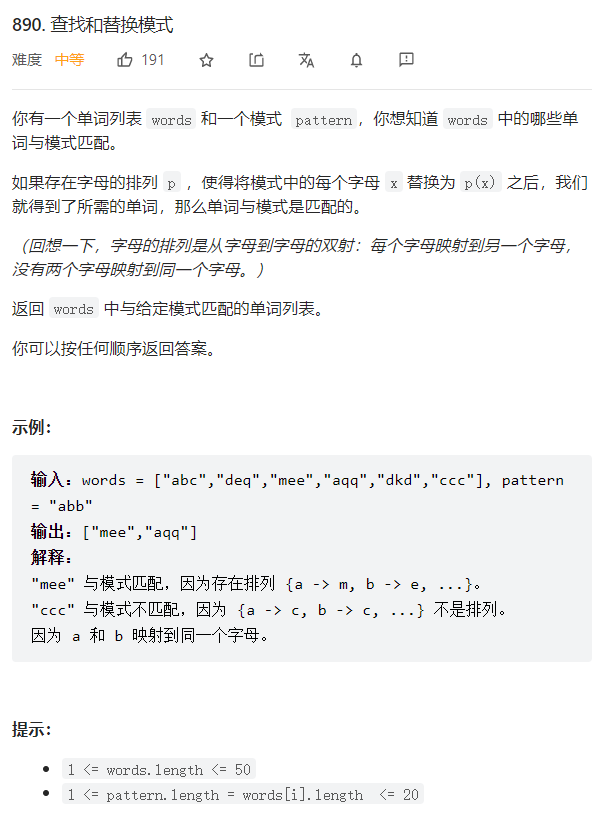 890. 查找和替换模式
难度 中等 191
你有一个单词列表 words 和一个模式 pattern，你想知道 words 中的哪些单
词与模式匹配。
如果存在字母的排列 p ，使得将模式中的每个字母 x 替换为 p(x) 之后，我们
就得到了所需的单词，那么单词与模式是匹配的。
（回想一下，字母的排列是从字母到字母的双射：每个字母映射到另一个字母，
没有两个字母映射到同一个字母。）
返回 words 中与给定模式匹配的单词列表。
你可以按任何顺序返回答案。
示例：
输入：words = ["abc","deq","mee","aqq","dkd","ccc"], pattern
= "abb"
输出：["mee","aqq"]
解释：
"mee" 与模式匹配，因为存在排列 {a -> m, b -> e, ...}。
"ccc" 与模式不匹配，因为 {a -> c, b -> c, ...} 不是排列。
因为 a 和 b 映射到同一个字母。
提示：
• 1 <= words.length <= 50
• 1 <= pattern.length = words[i].length <= 20